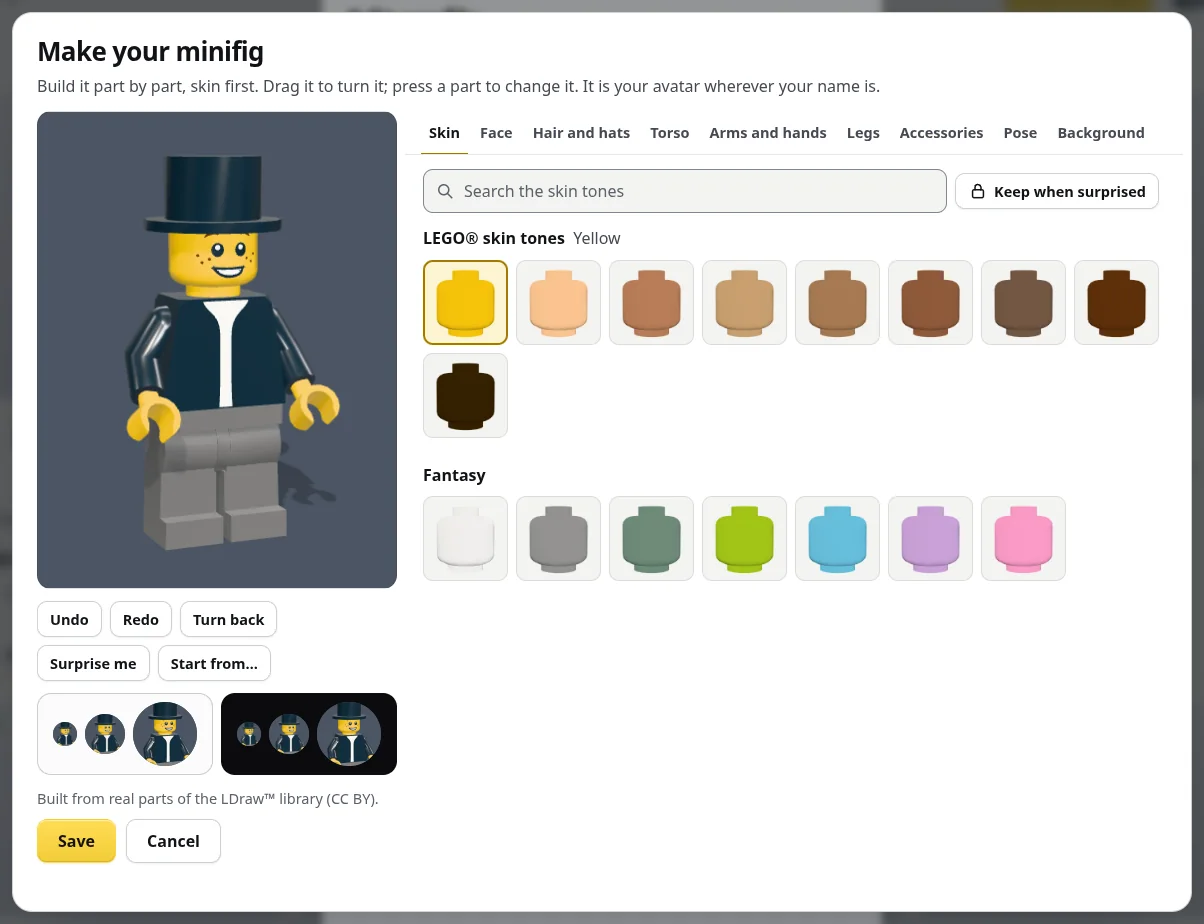 Make your minifig
Build it part by part, skin first. Drag it to turn it; press a part to change it. It is your avatar wherever your name is.
Skin Face Hair and hats Torso Arms and hands Legs Accessories Pose Background
Search the skin tones
Keep when surprised
LEGO® skin tones Yellow
Fantasy
Undo Redo Turn back
Surprise me Start from...
Built from real parts of the LDraw™ library (CC BY).
Save Cancel